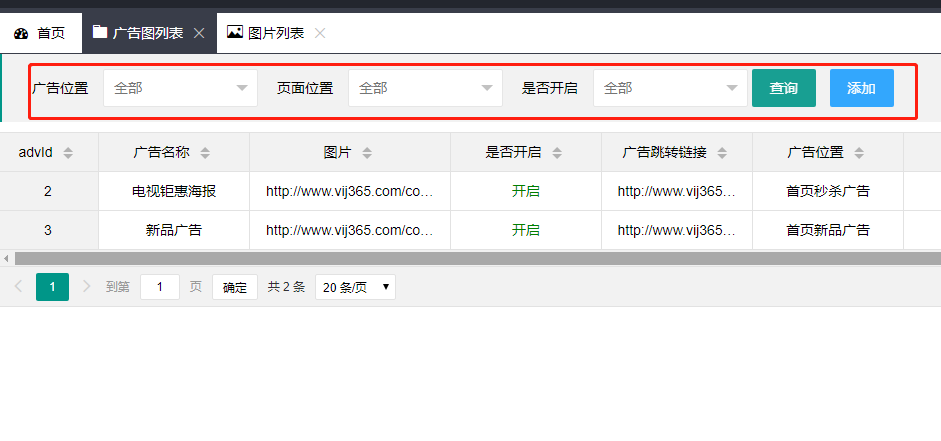 首页 广告图列表 图片列表
广告位置 全部 页面位置 全部 是否开启 全部 查询 添加
advId 广告名称 图片 是否开启 广告跳转链接 广告位置
2 电视钜惠海报 http://www.vij365.com/co... 开启 http://www.vij365... 首页秒杀广告
3 新品广告 http://www.vij365.com/co... 开启 http://www.vij365... 首页新品广告
1 到第 1 页 确定 共 2 条 20 条/页